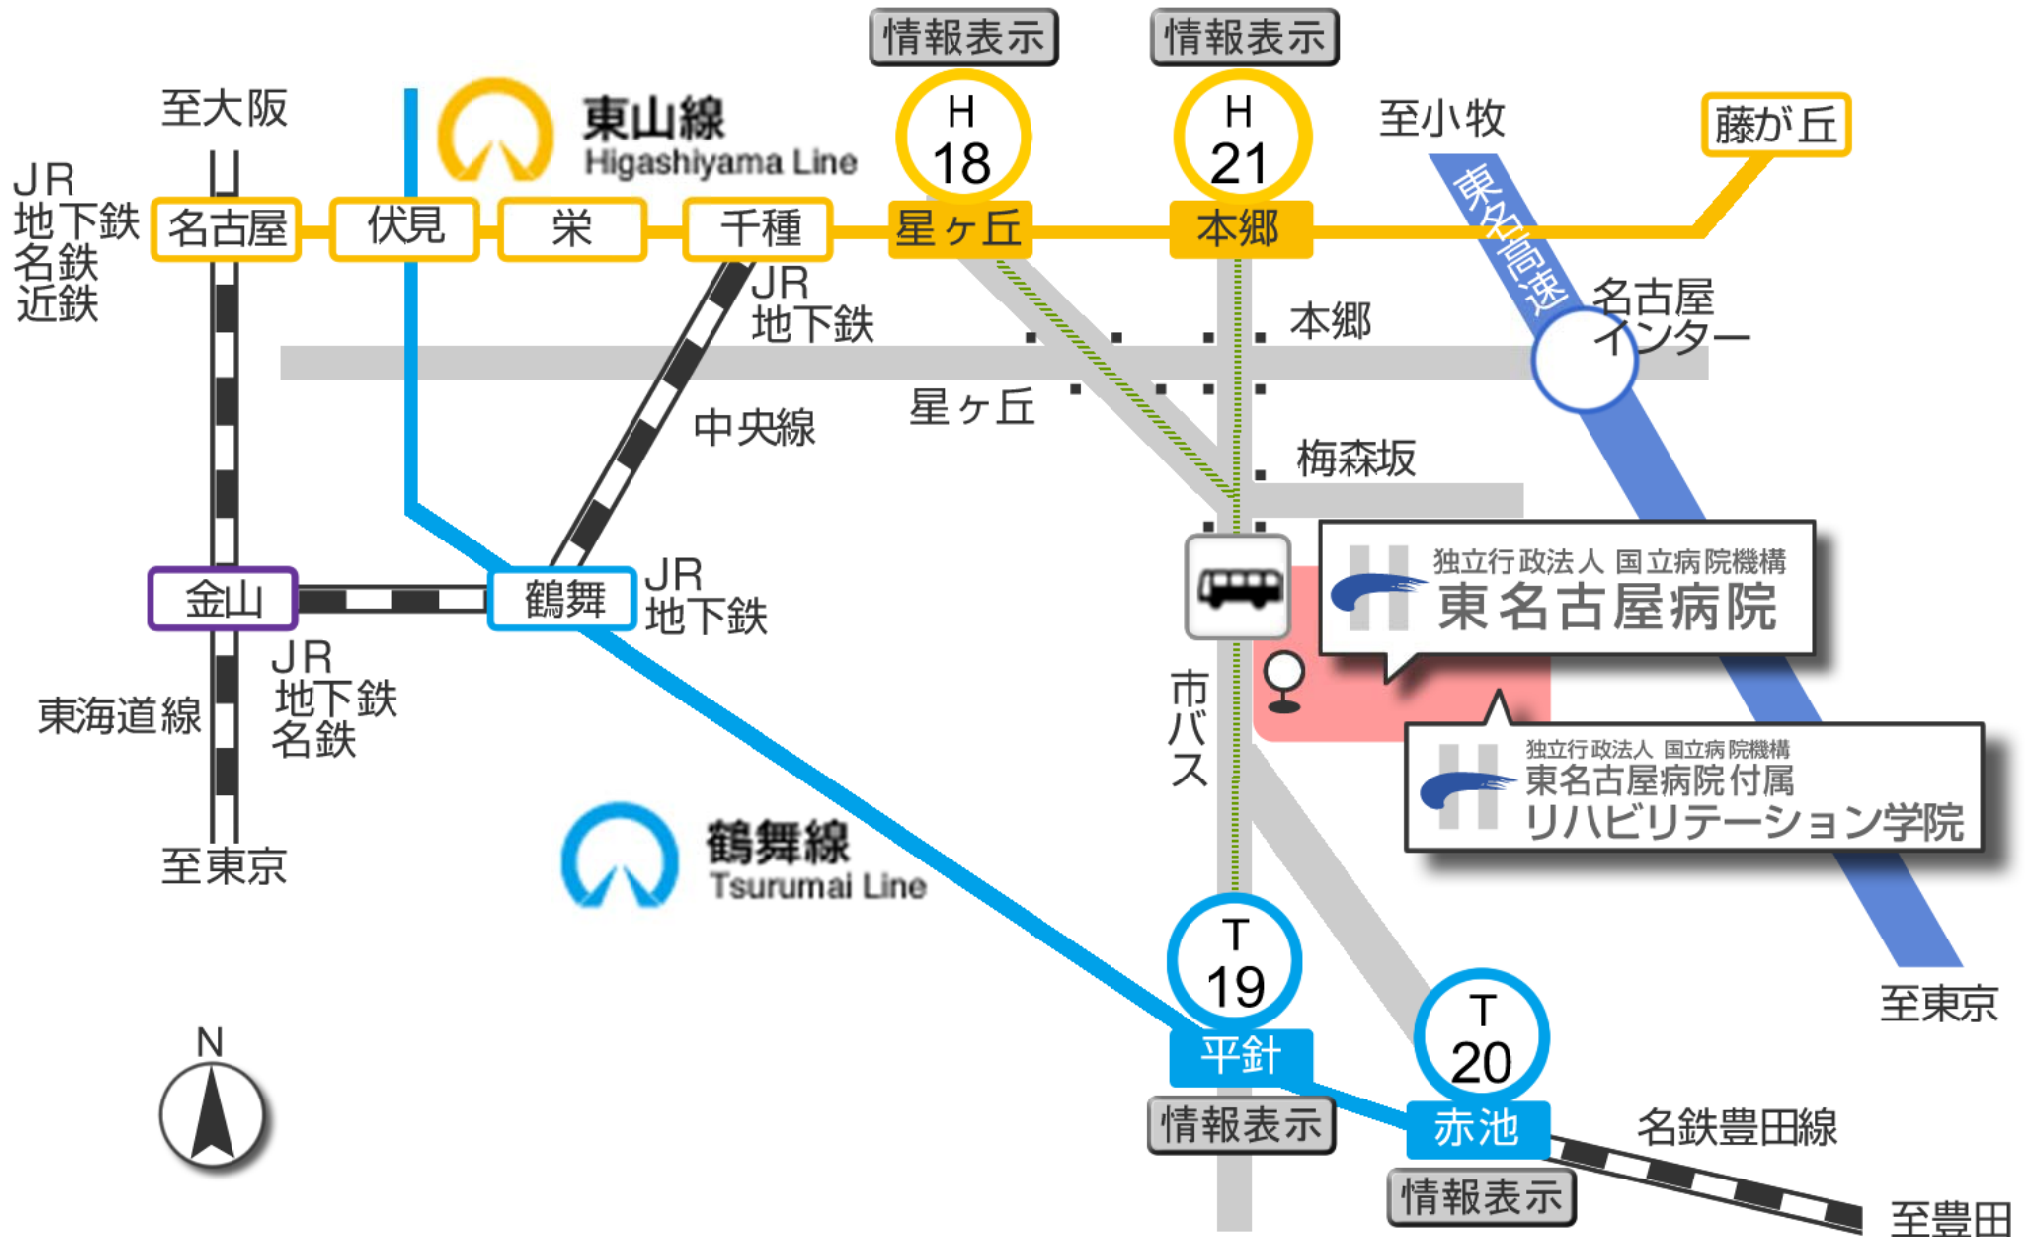 情報表示
情報表示
H
18
H
21
至大阪
東山線
Higashiyama Line
至小牧
藤が丘
東名高速
JR
地下鉄
名鉄
近鉄
名古屋
伏見
栄
千種
星ヶ丘
本郷
JR
地下鉄
名古屋
インター
本郷
星ヶ丘
中央線
梅森坂
独立行政法人 国立病院機構
東名古屋病院
金山
鶴舞
JR
地下鉄
JR
地下鉄
名鉄
東海道線
市バス
独立行政法人 国立病院機構
東名古屋病院付属
リハビリテーション学院
至東京
鶴舞線
Tsurumai Line
T
19
T
20
至東京
N
平針
情報表示
赤池
情報表示
名鉄豊田線
至豊田